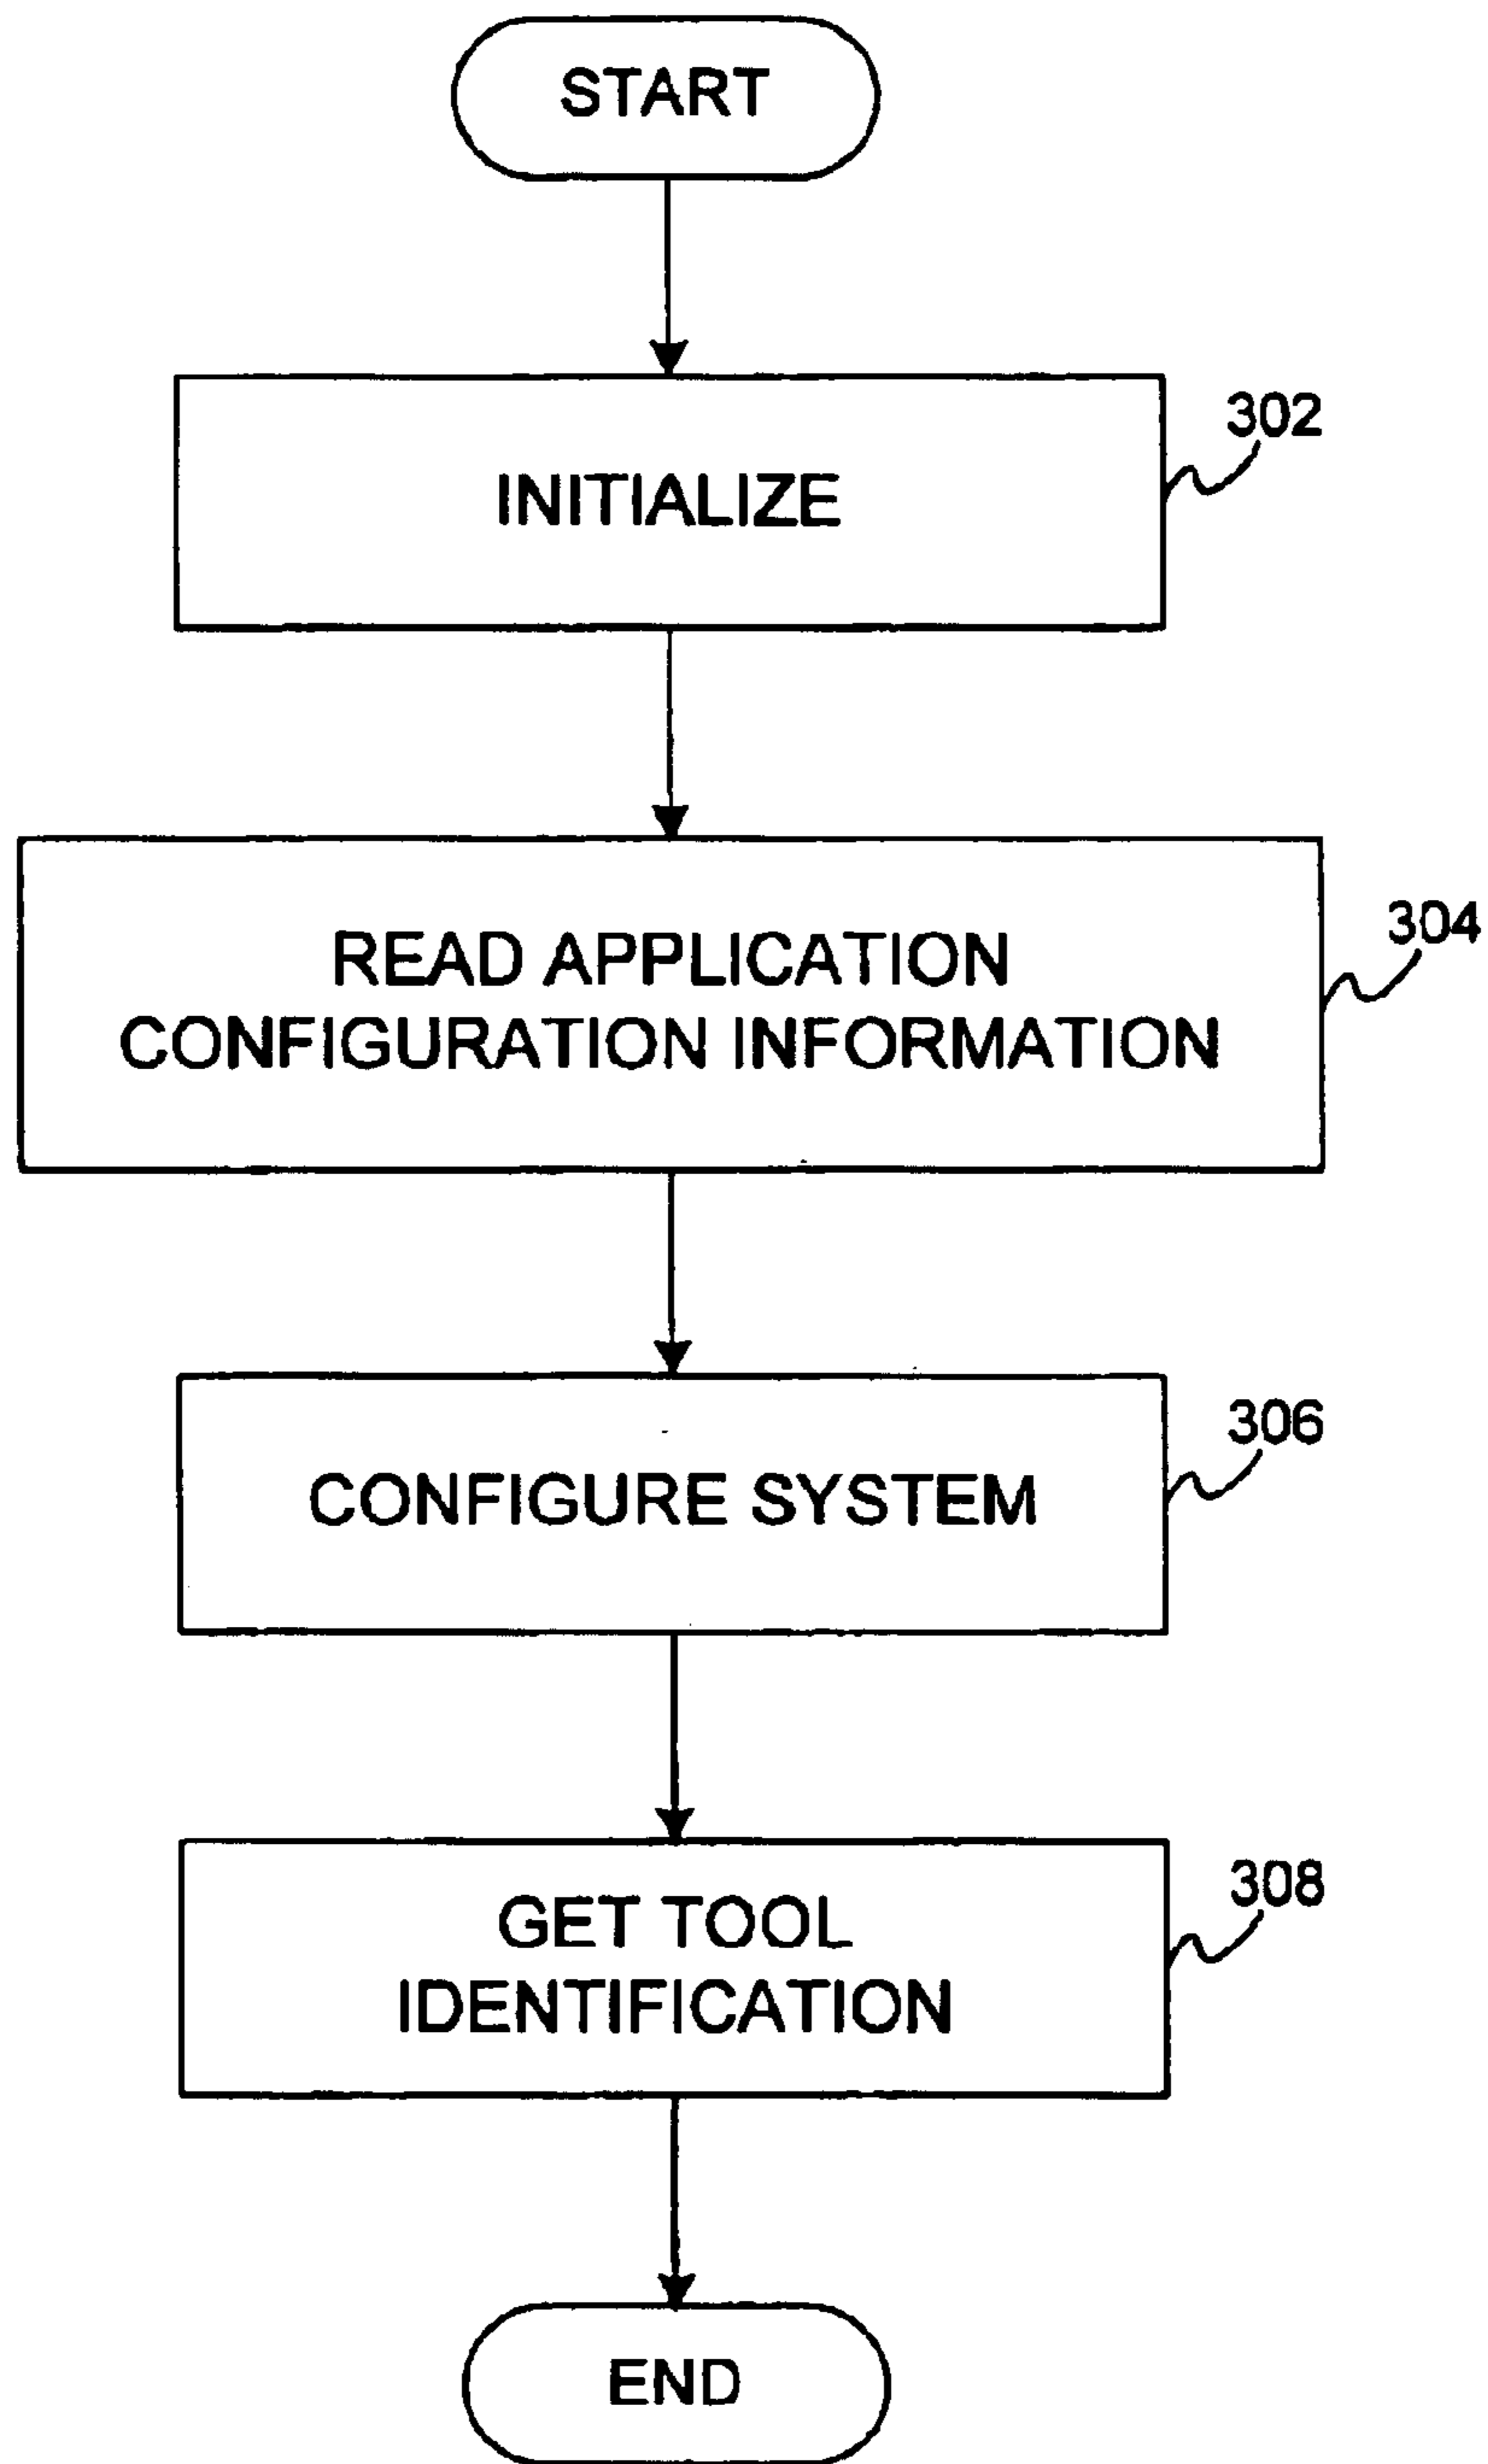 START
INITIALIZE
302
READ APPLICATION
CONFIGURATION INFORMATION
304
CONFIGURE SYSTEM
306
GET TOOL
IDENTIFICATION
308
END